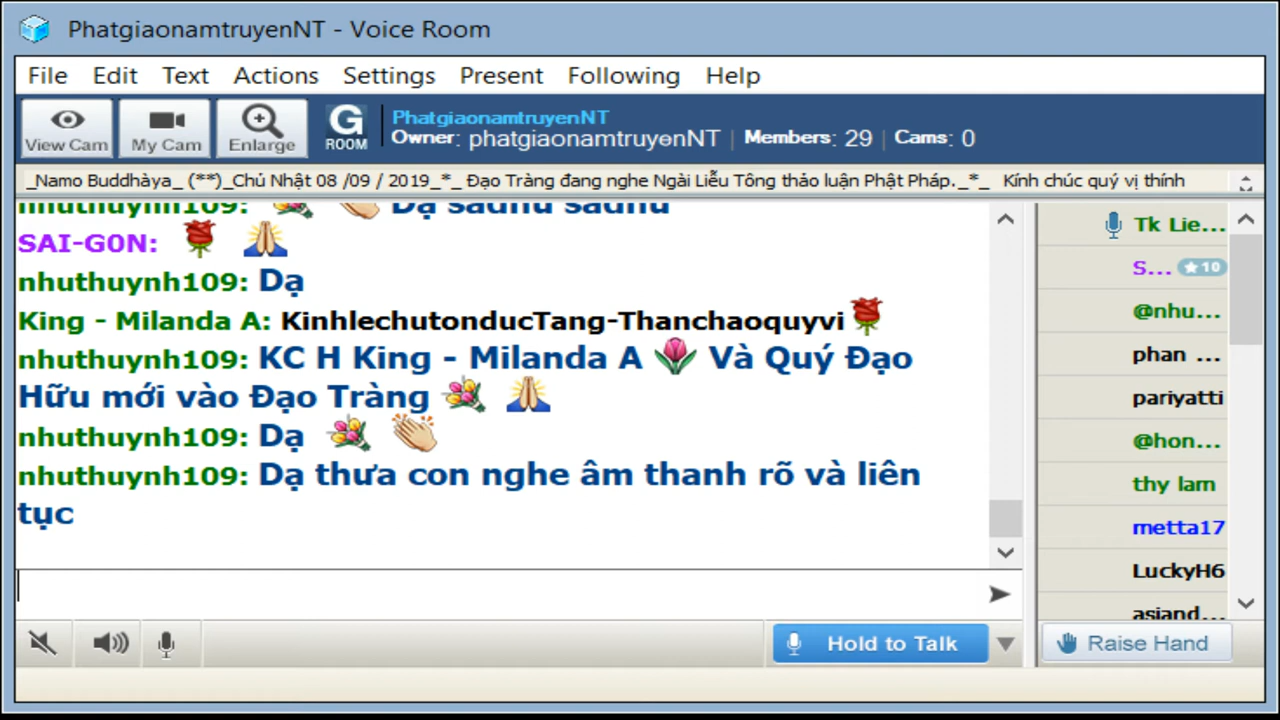 PhatgiaonamtruyenNT - Voice Room
File Edit Text Actions Settings Present Following Help
View Cam My Cam Enlarge G ROOM
PhatgiaonamtruyenNT
Owner: phatgiaonamtruyenNT | Members: 29 | Cams: 0
_Namo Buddhàya_ (**)_Chủ Nhật 08 /09 / 2019_*_ Đạo Tràng đang nghe Ngài Liễu Tông thảo luận Phật Pháp._*_ Kính chúc quý vị thính
nhuthuynh109: Dạ sadhu sadhu
SAI-G0N:
nhuthuynh109: Dạ
King - Milanda A: KinhlechutonducTang-Thanchaoquyvi
nhuthuynh109: KC H King - Milanda A Và Quý Đạo
Hữu mới vào Đạo Tràng
nhuthuynh109: Dạ
nhuthuynh109: Dạ thưa con nghe âm thanh rõ và liên
tục
Tk Lie...
S... 10
@nhu...
phan ...
pariyatti
@hon...
thy lam
metta17
LuckyH6
asiand...
Hold to Talk
Raise Hand